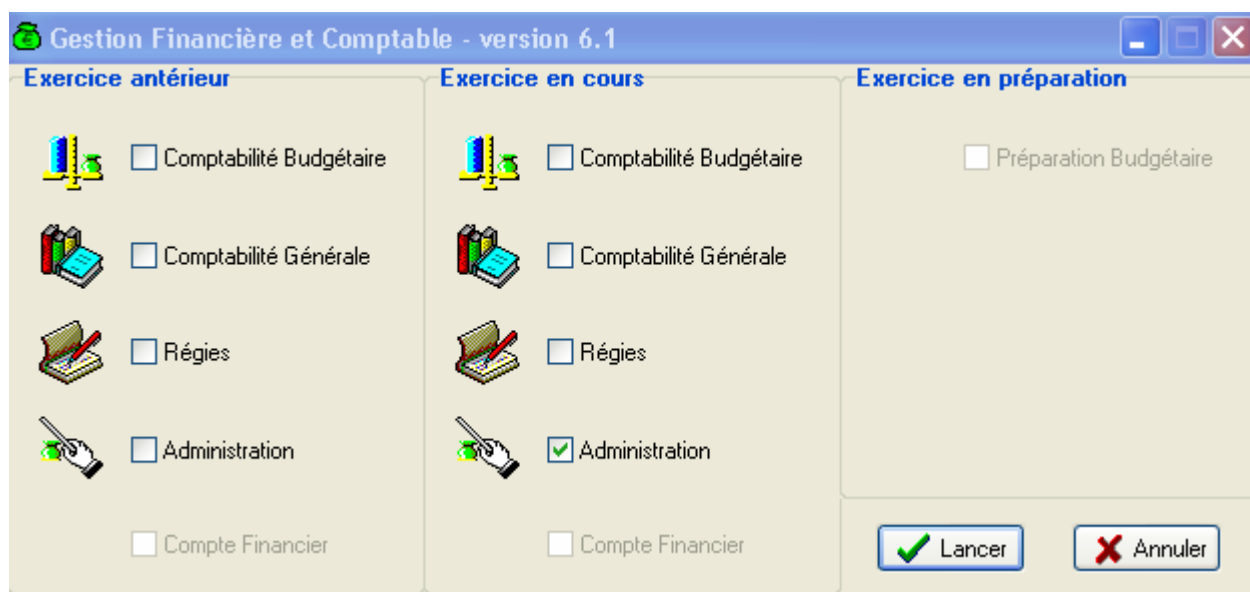 Gestion Financière et Comptable - version 6.1
Exercice antérieur
Comptabilité Budgétaire
Comptabilité Générale
Régies
Administration
Compte Financier
Exercice en cours
Comptabilité Budgétaire
Comptabilité Générale
Régies
Administration
Compte Financier
Exercice en préparation
Préparation Budgétaire
Lancer
Annuler